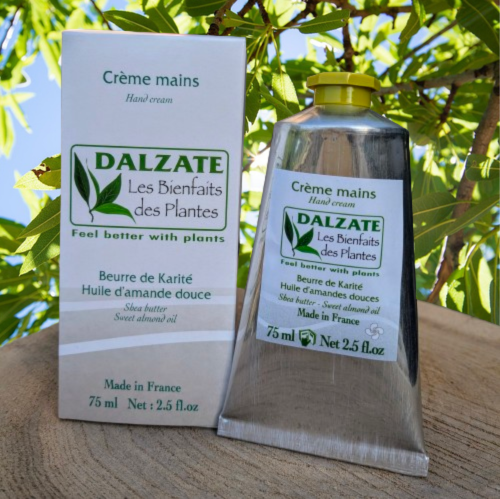 Crème mains
Hand cream
DALZATE
Les Bienfaits
des Plantes
Feel better with plants
Beurre de Karité
Huile d'amande douce
Shea butter
Sweet almond oil
Made in France
75 ml Net : 2.5 fl.oz
Crème mains
Hand cream
DALZATE
Les Bienfaits
des Plantes
Feel better with plants
Beurre de Karité
Huile d'amandes douces
Shea butter - Sweet almond oil
Made in France
75 ml Net 2.5 fl.oz